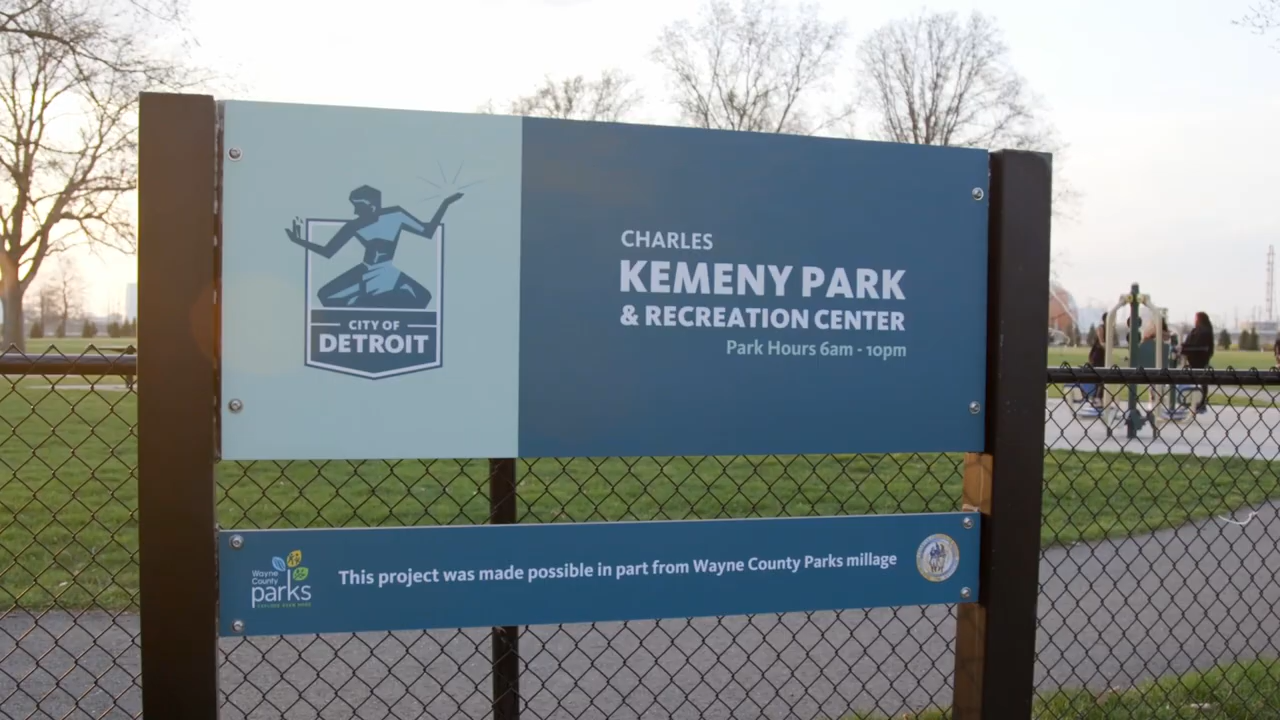 CITY OF
DETROIT
CHARLES
KEMENY PARK
& RECREATION CENTER
Park Hours 6am - 10pm
Wayne
County
parks
This project was made possible in part from Wayne County Parks millage